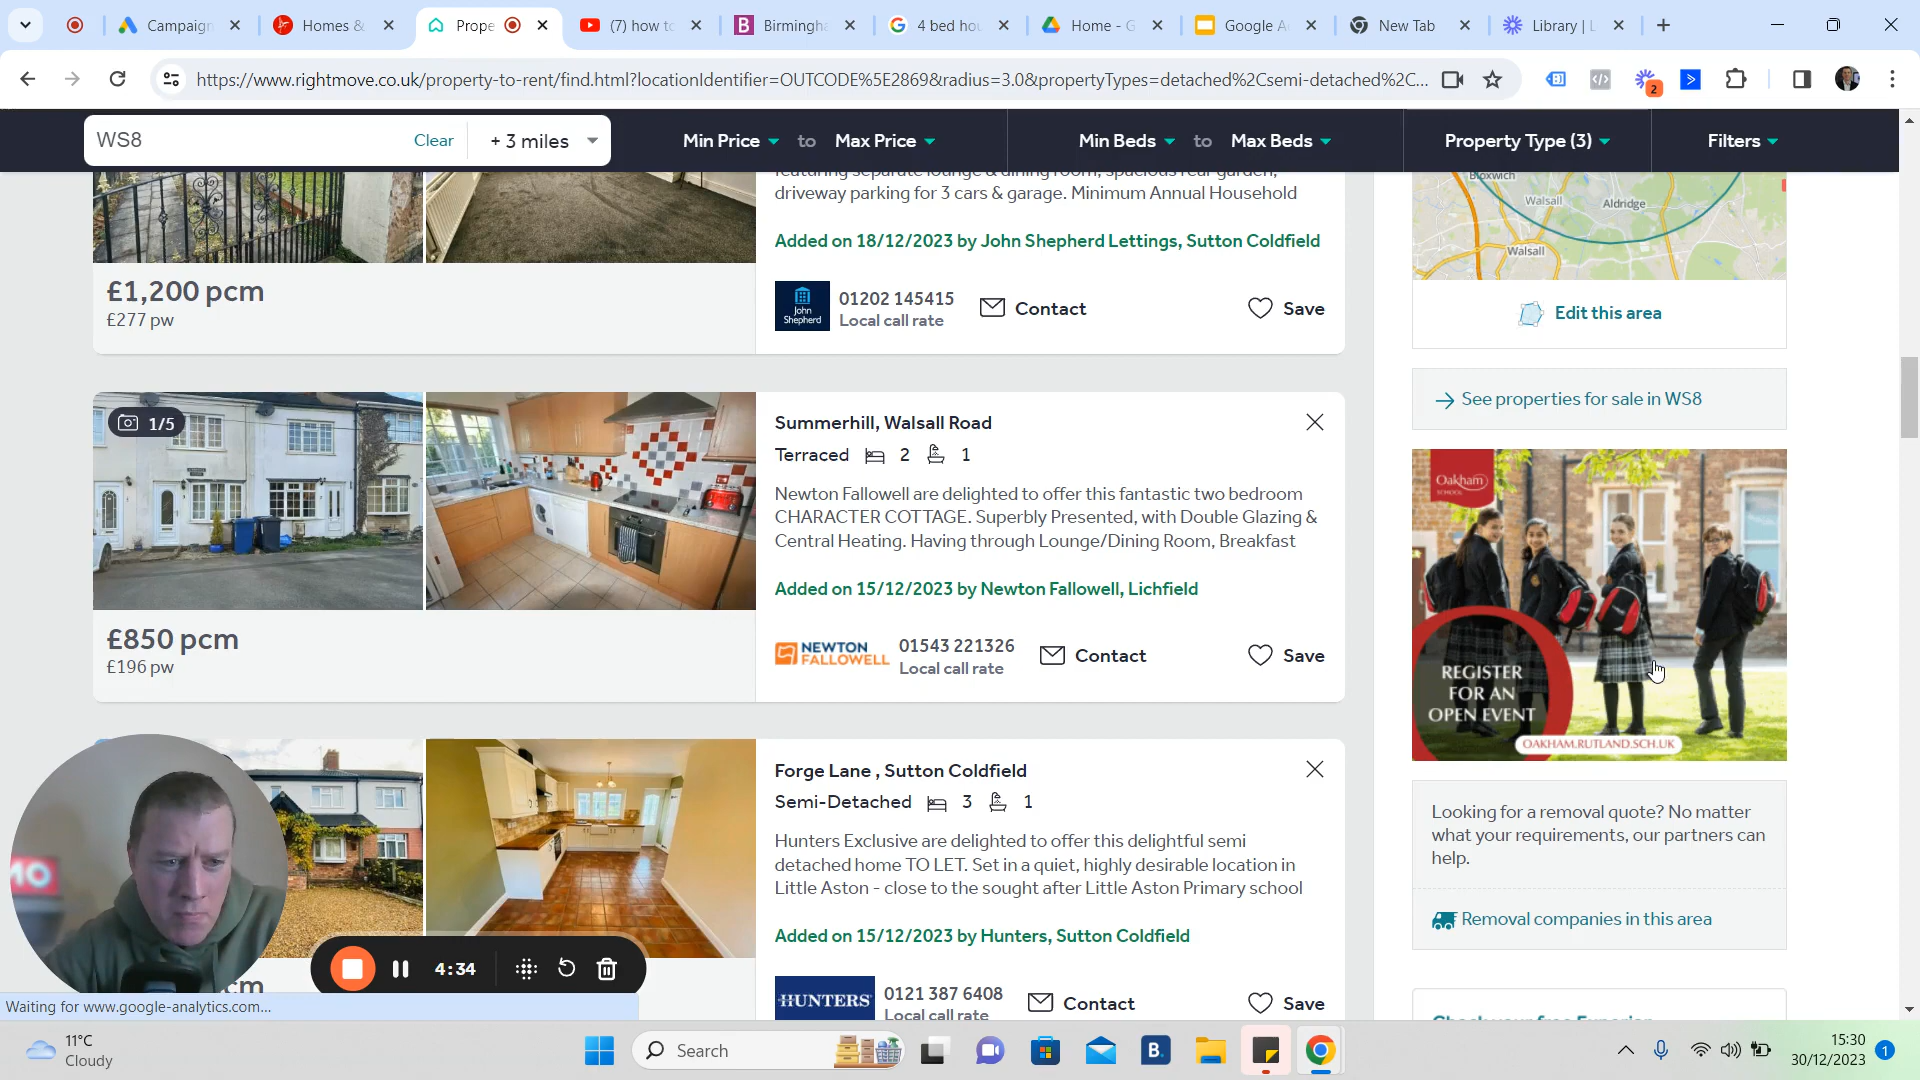 Campaign
Homes &
Prope
(7) how to
Birmingha
4 bed hou
Home - G
Google A
New Tab
Library | L
https://www.rightmove.co.uk/property-to-rent/find.html?locationIdentifier=OUTCODE%5E2869&radius=3.0&propertyTypes=detached%2Csemi-detached%2C...
2
WS8
Clear
+ 3 miles
Min Price to Max Price
Min Beds to Max Beds
Property Type (3)
Filters
featuring separate lounge & dining room, spacious rear garden,
driveway parking for 3 cars & garage. Minimum Annual Household
Added on 18/12/2023 by John Shepherd Lettings, Sutton Coldfield
£1,200 pcm
£277 pw
John
Shepherd
01202 145415
Local call rate
Contact
Save
1/5
Summerhill, Walsall Road
Terraced 2 1
Newton Fallowell are delighted to offer this fantastic two bedroom
CHARACTER COTTAGE. Superbly Presented, with Double Glazing &
Central Heating. Having through Lounge/Dining Room, Breakfast
Added on 15/12/2023 by Newton Fallowell, Lichfield
£850 pcm
£196 pw
NEWTON
FALLOWELL
01543 221326
Local call rate
Contact
Save
Forge Lane , Sutton Coldfield
Semi-Detached 3 1
Hunters Exclusive are delighted to offer this delightful semi
detached home TO LET. Set in a quiet, highly desirable location in
Little Aston - close to the sought after Little Aston Primary school
Added on 15/12/2023 by Hunters, Sutton Coldfield
cm
HUNTERS
0121 387 6408
Local call rate
Contact
Save
Bloxwich
Walsall
Aldridge
Walsall
Edit this area
See properties for sale in WS8
Oakham
SCHOOL
REGISTER
FOR AN
OPEN EVENT
OAKHAM.RUTLAND.SCH.UK
Looking for a removal quote? No matter
what your requirements, our partners can
help.
Removal companies in this area
MO
4:34
Waiting for www.google-analytics.com...
11°C
Cloudy
Search
B.
15:30
30/12/2023
1